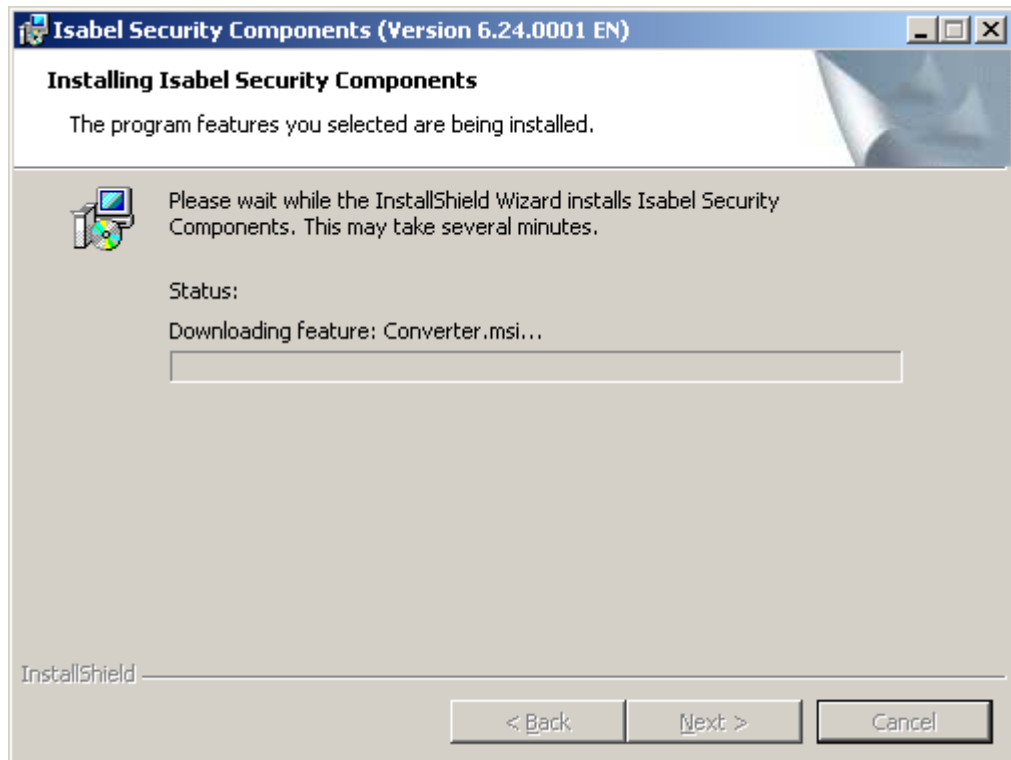 Isabel Security Components (Version 6.24.0001 EN)
Installing Isabel Security Components
The program features you selected are being installed.
Please wait while the InstallShield Wizard installs Isabel Security
Components. This may take several minutes.
Status:
Downloading feature: Converter.msi...
InstallShield
< Back
Next >
Cancel